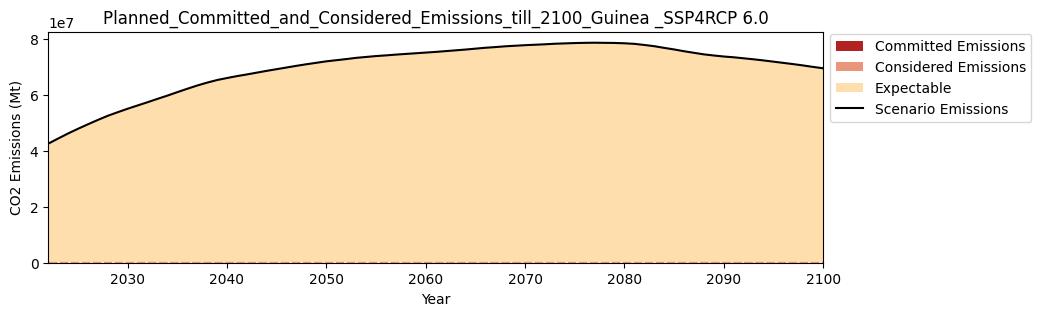 Planned_Committed_and_Considered_Emissions_till_2100_Guinea _SSP4RCP 6.0
1e7
8
6
4
2
0
CO2 Emissions (Mt)
2030 2040 2050 2060 2070 2080 2090 2100
Year
Committed Emissions
Considered Emissions
Expectable
Scenario Emissions